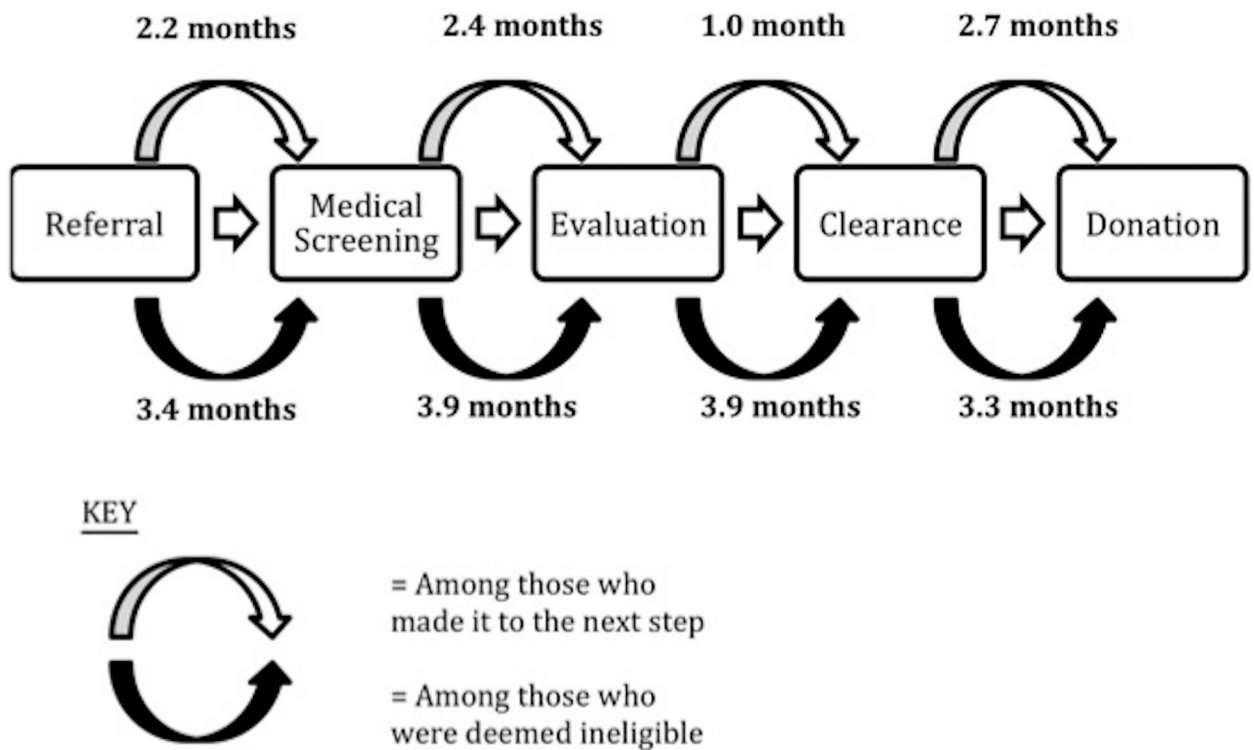 2.2 months
2.4 months
1.0 month
2.7 months
Referral
Medical
Screening
Evaluation
Clearance
Donation
3.4 months
3.9 months
3.9 months
3.3 months
KEY
= Among those who
made it to the next step
= Among those who
were deemed ineligible